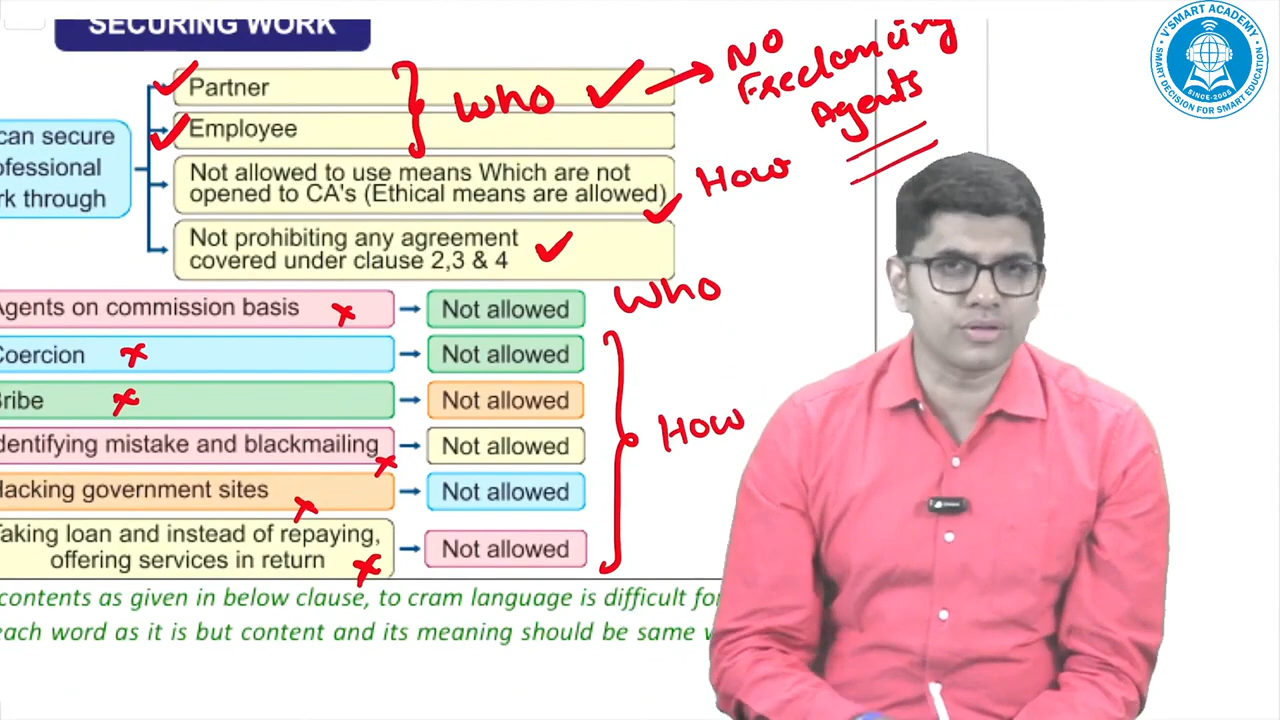 SECURING WORK
Partner
Employee
can secure
ofessional
rk through
Not allowed to use means Which are not
opened to CA's (Ethical means are allowed)
Not prohibiting any agreement
covered under clause 2,3 & 4
WHO
NO
Freelancing
Agents
How
Agents on commission basis
Not allowed
WHO
Coercion
Not allowed
Bribe
Not allowed
dentifying mistake and blackmailing
Not allowed
Hacking government sites
Not allowed
Taking loan and instead of repaying,
offering services in return
Not allowed
How
contents as given in below clause, to cram language is difficult for
each word as it is but content and its meaning should be same
V'SMART ACADEMY
SMART DECISION FOR SMART EDUCATION
SINCE-2005